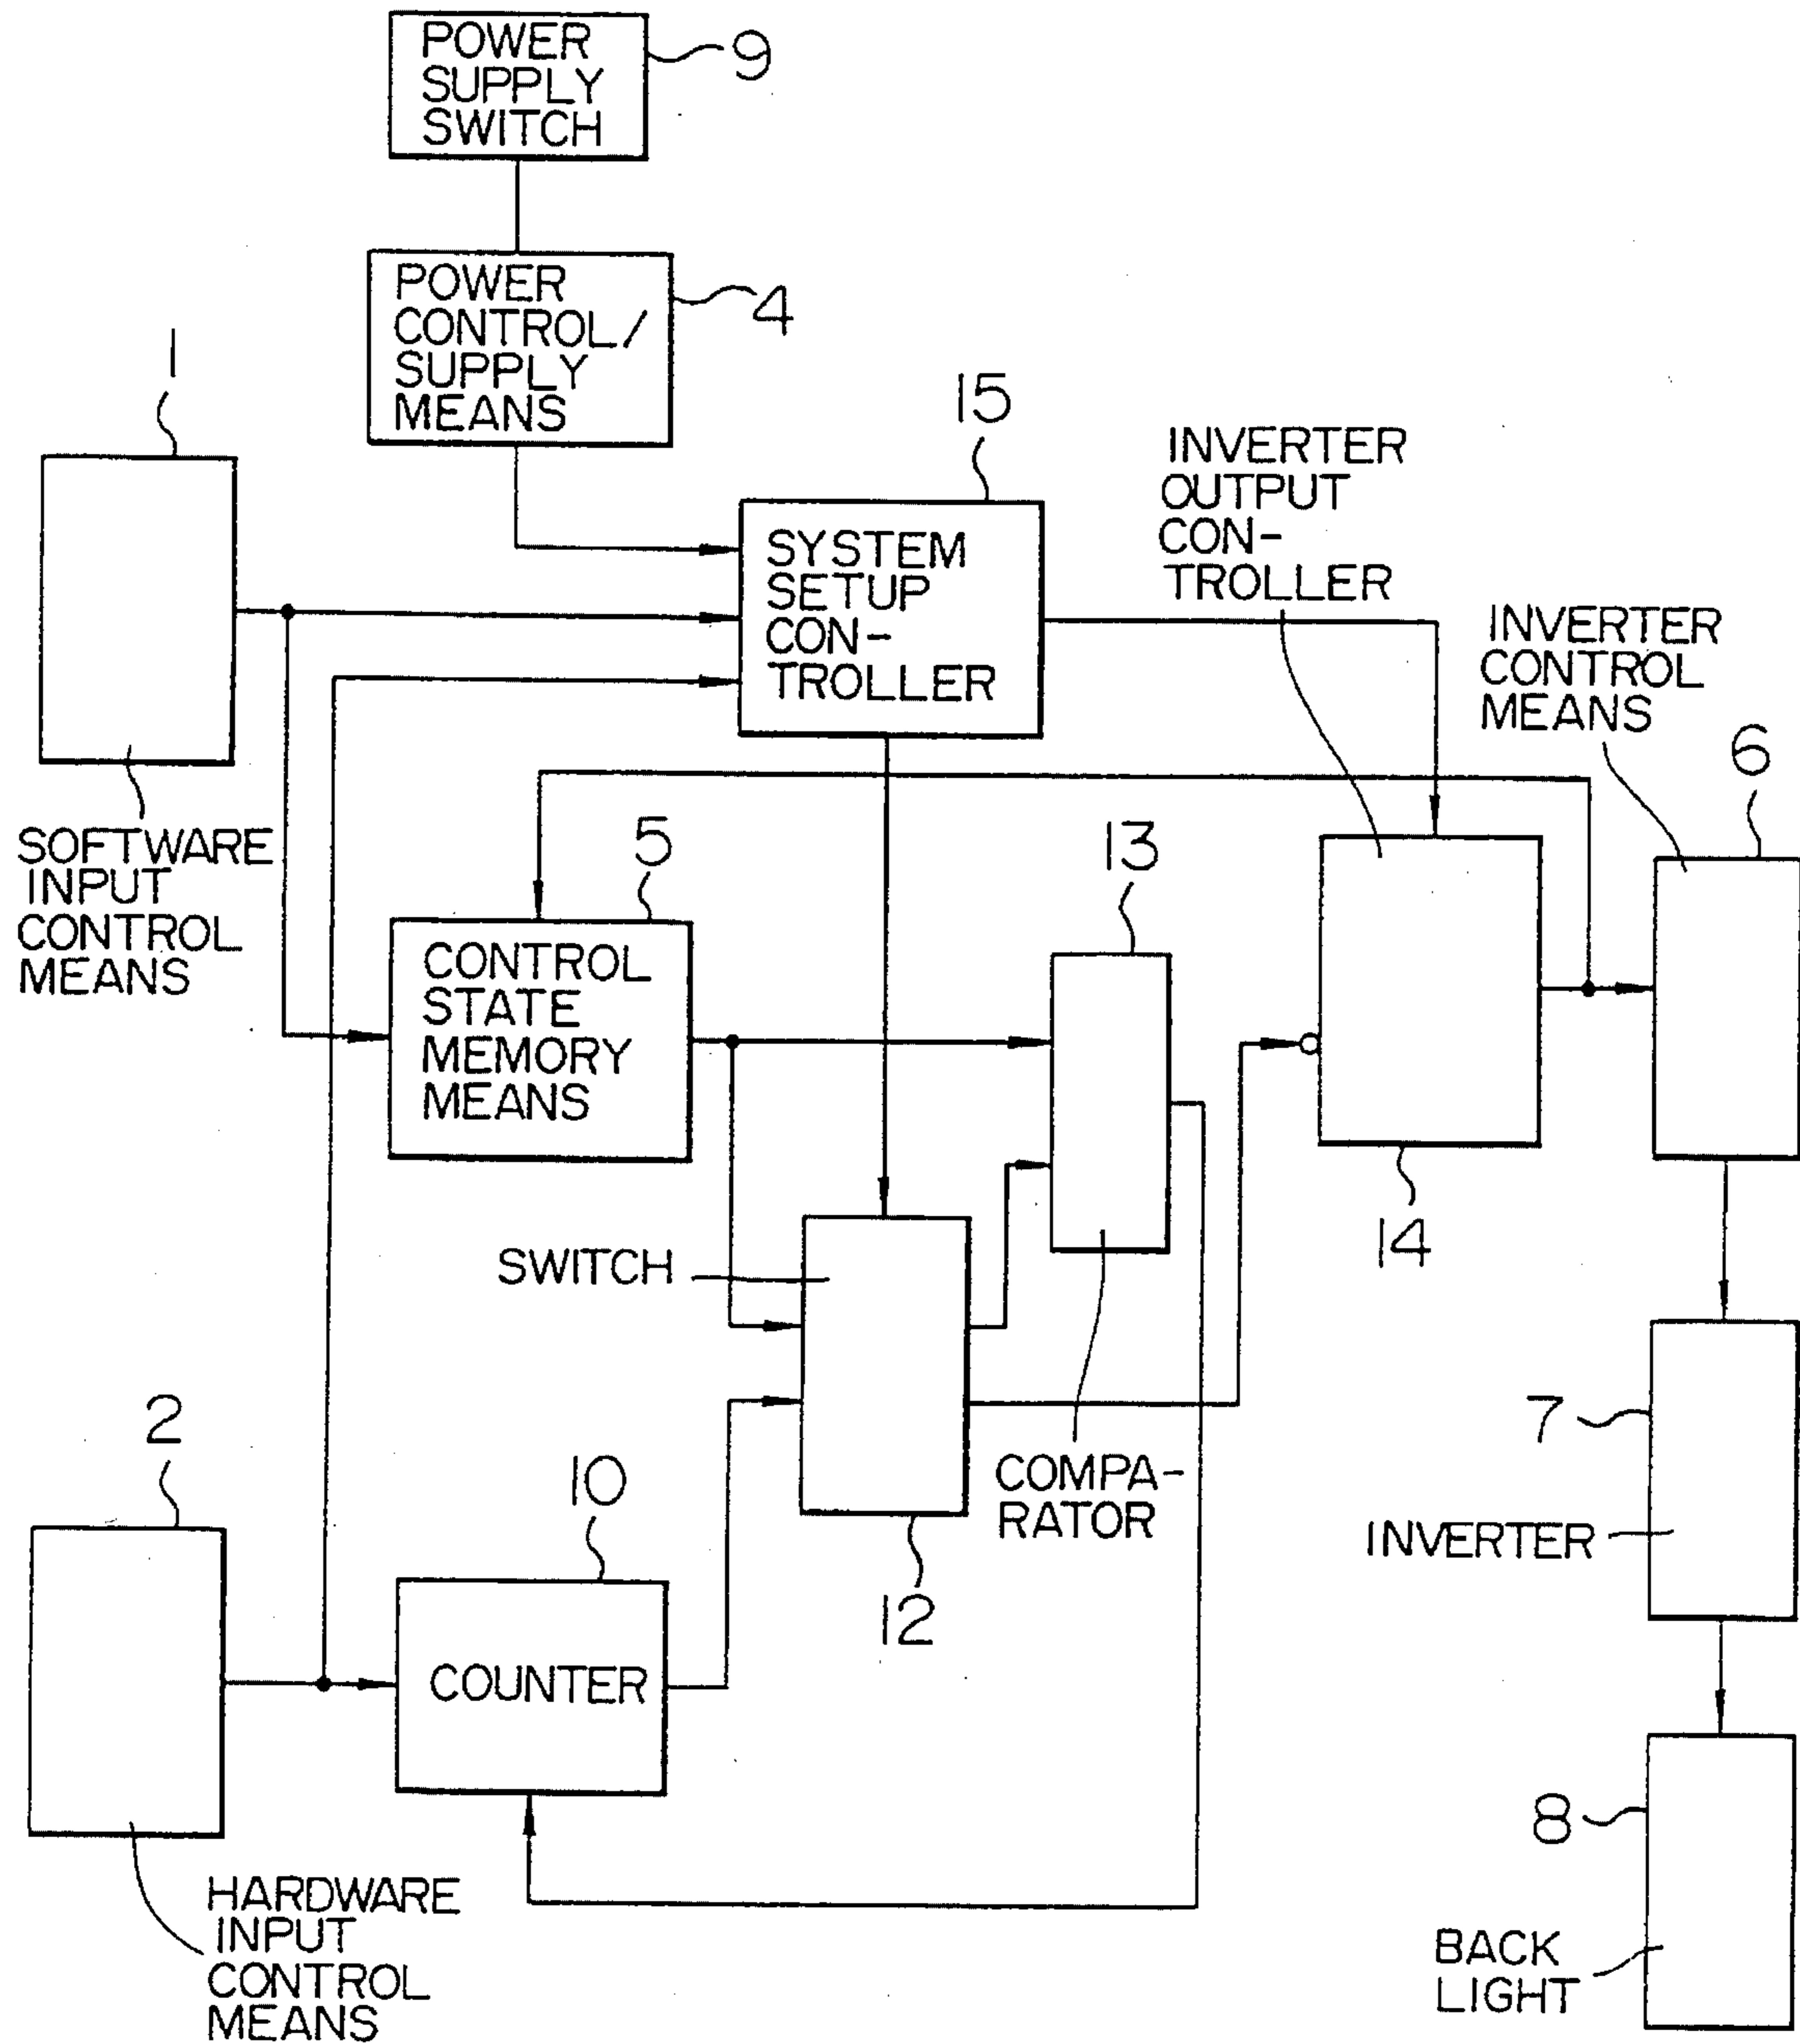 POWER
SUPPLY
SWITCH
9
POWER
CONTROL/
SUPPLY
MEANS
4
1
SOFTWARE
INPUT
CONTROL
MEANS
15
SYSTEM
SETUP
CON-
TROLLER
INVERTER
OUTPUT
CON-
TROLLER
INVERTER
CONTROL
MEANS
6
5
CONTROL
STATE
MEMORY
MEANS
13
14
SWITCH
COMPA-
RATOR
12
7
INVERTER
2
10
COUNTER
HARDWARE
INPUT
CONTROL
MEANS
8
BACK
LIGHT